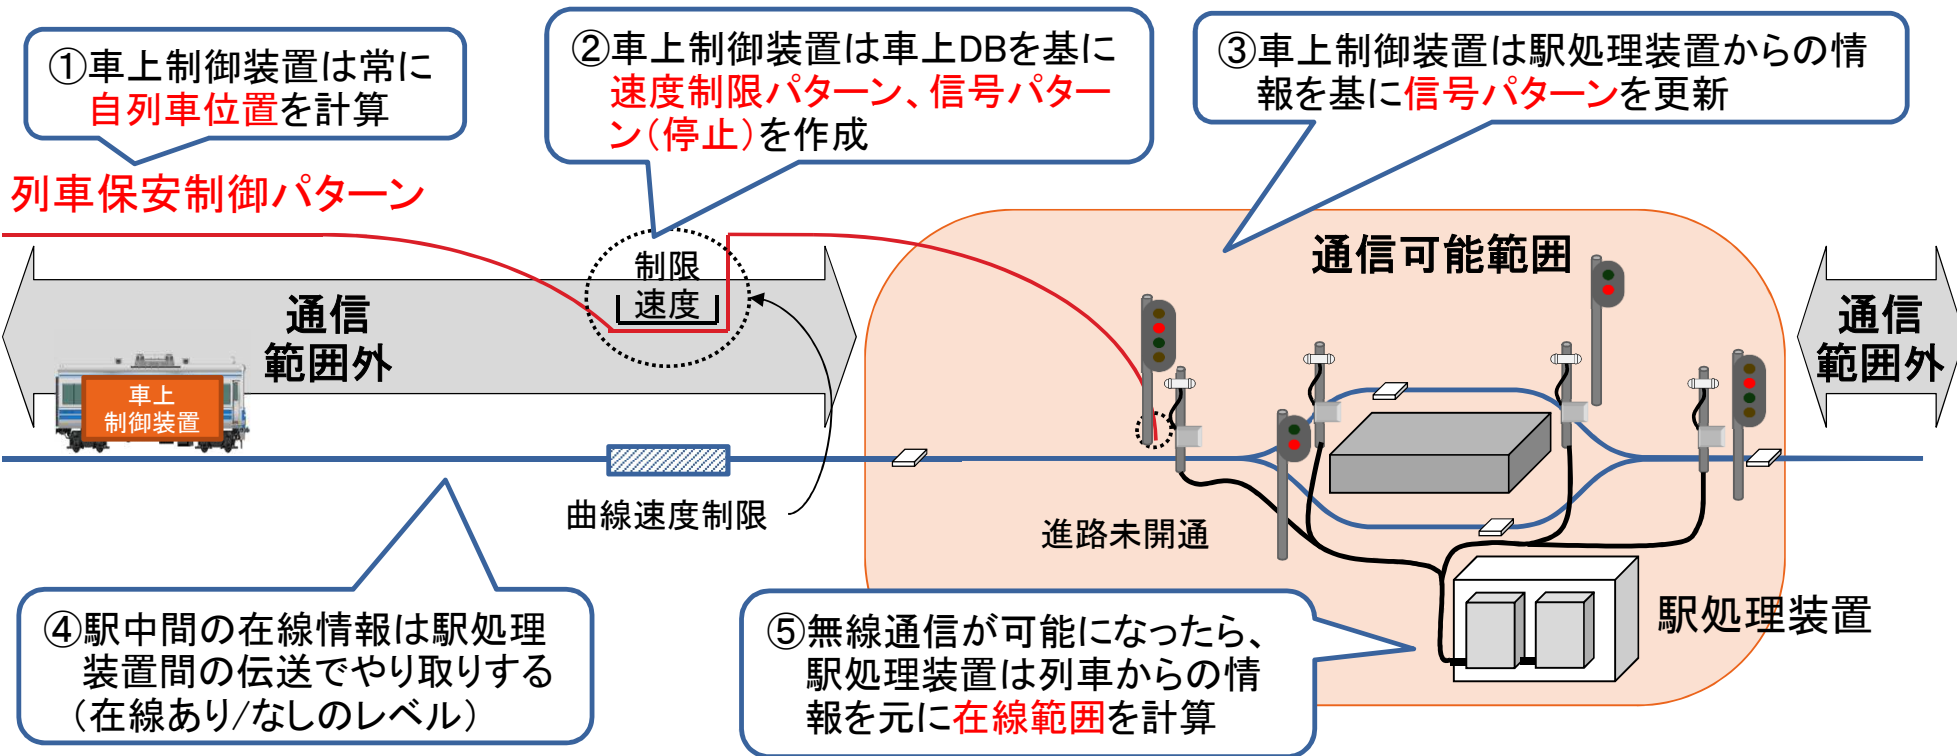 ①車上制御装置は常に
自列車位置を計算
②車上制御装置は車上DBを基に
速度制限パターン、信号パター
ン(停止)を作成
③車上制御装置は駅処理装置からの情
報を基に信号パターンを更新
列車保安制御パターン
制限
速度
通信可能範囲
通信
範囲外
通信
範囲外
車上
制御装置
曲線速度制限
進路未開通
④駅中間の在線情報は駅処理
装置間の伝送でやり取りする
(在線あり/なしのレベル)
⑤無線通信が可能になったら、
駅処理装置は列車からの情
報を元に在線範囲を計算
駅処理装置